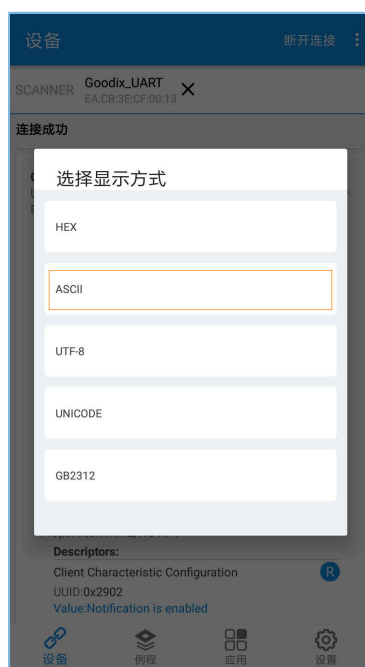 设备
断开连接
SCANNER
Goodix_UART
EA:CB:3E:CF:00:13
连接成功
选择显示方式
HEX
ASCII
UTF-8
UNICODE
GB2312
Descriptors:
Client Characteristic Configuration
R
UUID:0x2902
Value:Notification is enabled
设备
例程
应用
设置